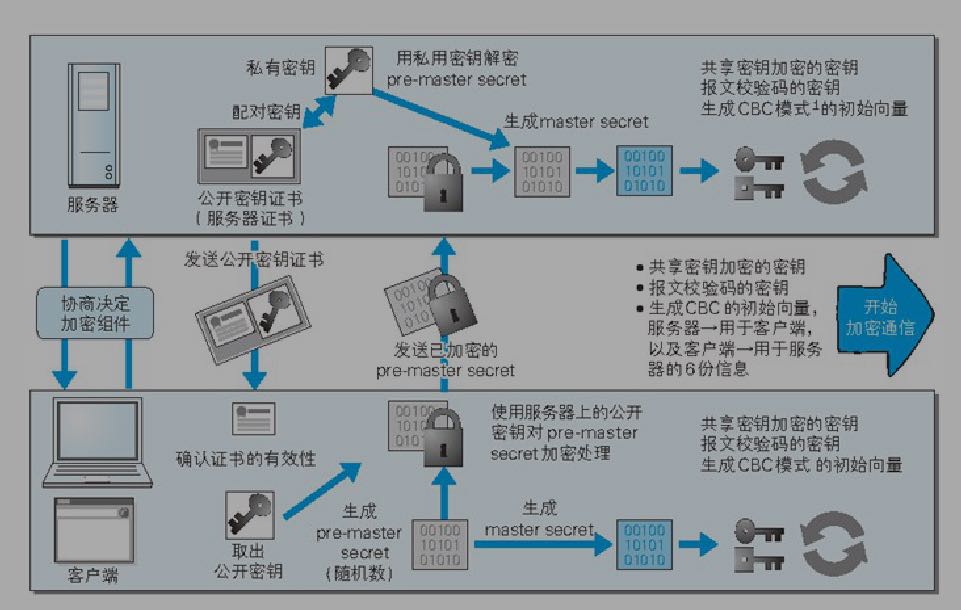 私有密钥
用私用密钥解密
pre-master secret
共享密钥加密的密钥
报文校验码的密钥
生成CBC模式¹的初始向量
配对密钥
生成master secret
00100
10101
01010
00100
10101
01010
00100
10101
01010
服务器
公开密钥证书
(服务器证书)
协商决定
加密组件
发送公开密钥证书
00100
10101
01010
发送已加密的
pre-master secret
•共享密钥加密的密钥
•报文校验码的密钥
•生成CBC的初始向量，
服务器→用于客户端，
以及客户端→用于服务
器的6份信息
开始
加密通信
确认证书的有效性
00100
10101
01010
使用服务器上的公开
密钥对pre-master
secret加密处理
共享密钥加密的密钥
报文校验码的密钥
生成CBC模式 的初始向量
客户端
取出
公开密钥
生成
pre-master
secret
(随机数)
00100
10101
01010
生成
master secret
00100
10101
01010